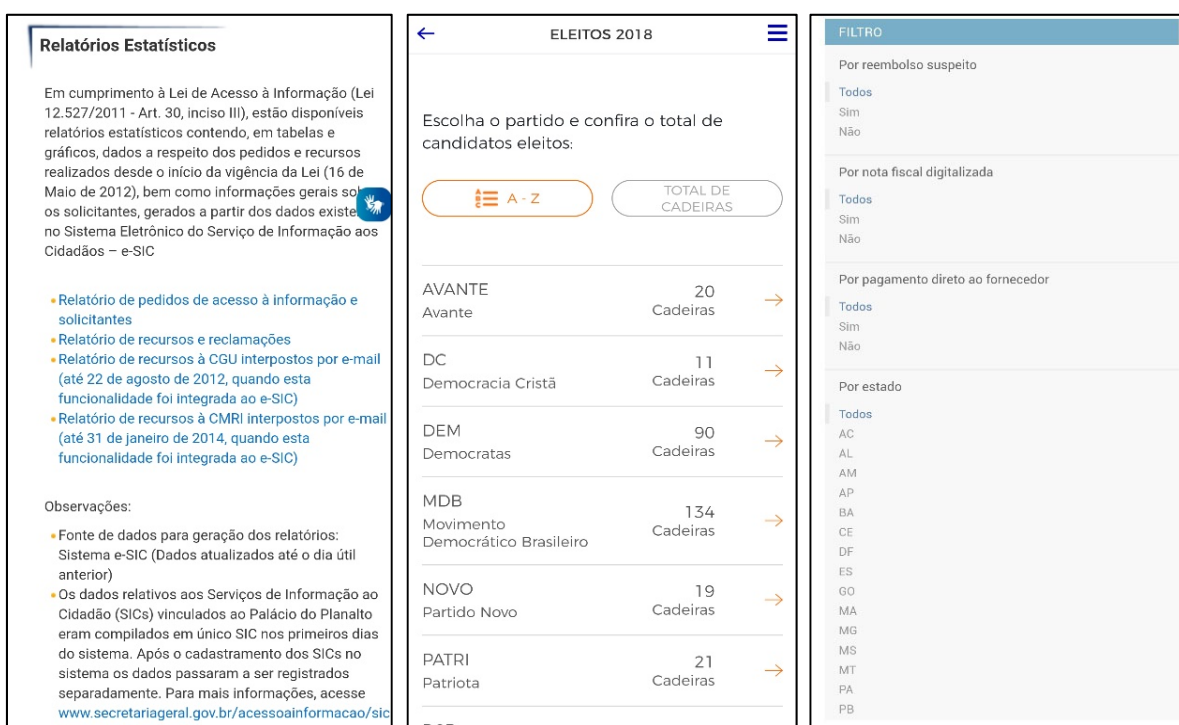 Relatórios Estatísticos
Em cumprimento à Lei de Acesso à Informação (Lei
12.527/2011 - Art. 30, inciso III), estão disponíveis
relatórios estatísticos contendo, em tabelas e
gráficos, dados a respeito dos pedidos e recursos
realizados desde o início da vigência da Lei (16 de
Maio de 2012), bem como informações gerais
os solicitantes, gerados a partir dos dados
no Sistema Eletrônico do Serviço de Informação aos
Cidadãos – e-SIC
Relatório de pedidos de acesso à informação e
solicitantes
Relatório de recursos e reclamações
Relatório de recursos à CGU interpostos por e-mail
(até 22 de agosto de 2012, quando esta
funcionalidade foi integrada ao e-SIC)
Relatório de recursos à CMRI interpostos por e-mail
(até 31 de janeiro de 2014, quando esta
funcionalidade foi integrada ao e-SIC)
Observações:
Fonte de dados para geração dos relatórios:
Sistema e-SIC (Dados atualizados até o dia útil
anterior)
Os dados relativos aos Serviços de Informação ao
Cidadão (SICs) vinculados ao Palácio do Planalto
eram compilados em único SIC nos primeiros dias
do sistema. Após o cadastramento dos SICs no
sistema os dados passaram a ser registrados
separadamente. Para mais informações, acesse
www.secretariageral.gov.br/acessoainformacao/sic
ELEITOS 2018
Escolha o partido e confira o total de
candidatos eleitos:
A - Z
TOTAL DE
CADEIRAS
AVANTE 20
Avante Cadeiras
DC 11
Democracia Cristã Cadeiras
DEM 90
Democratas Cadeiras
MDB 134
Movimento Cadeiras
Democrático Brasileiro
NOVO 19
Partido Novo Cadeiras
PATRI 21
Patriota Cadeiras
FILTRO
Por reembolso suspeito
Todos
Sim
Não
Por nota fiscal digitalizada
Todos
Sim
Não
Por pagamento direto ao fornecedor
Todos
Sim
Não
Por estado
Todos
AC
AL
AM
AP
BA
CE
DF
ES
GO
MA
MG
MS
MT
PA
PB